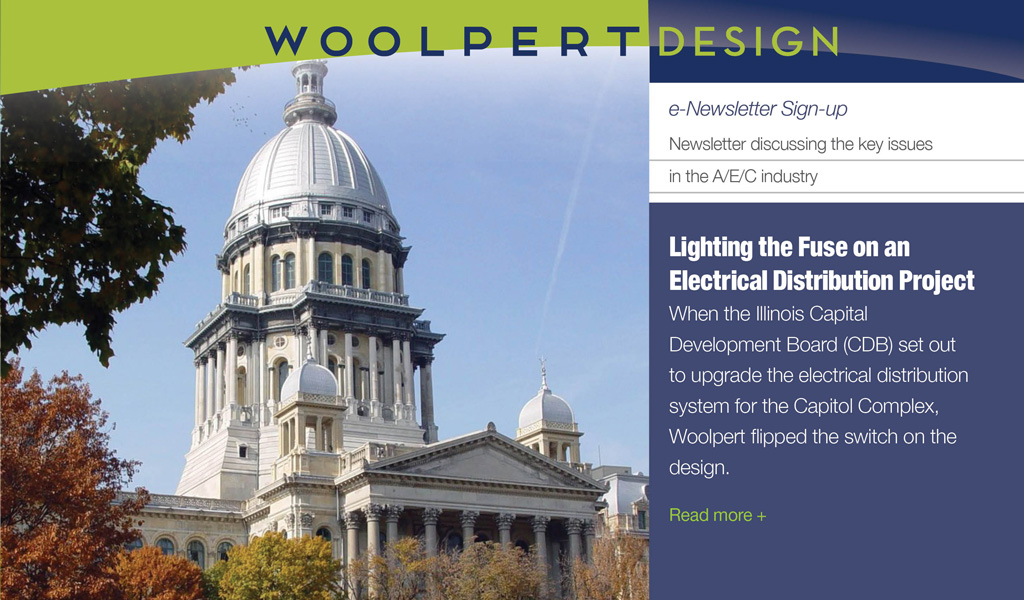 WOOLPERT DESIGN
e-Newsletter Sign-up
Newsletter discussing the key issues
in the A/E/C industry
Lighting the Fuse on an
Electrical Distribution Project
When the Illinois Capital
Development Board (CDB) set out
to upgrade the electrical distribution
system for the Capitol Complex,
Woolpert flipped the switch on the
design.
Read more +